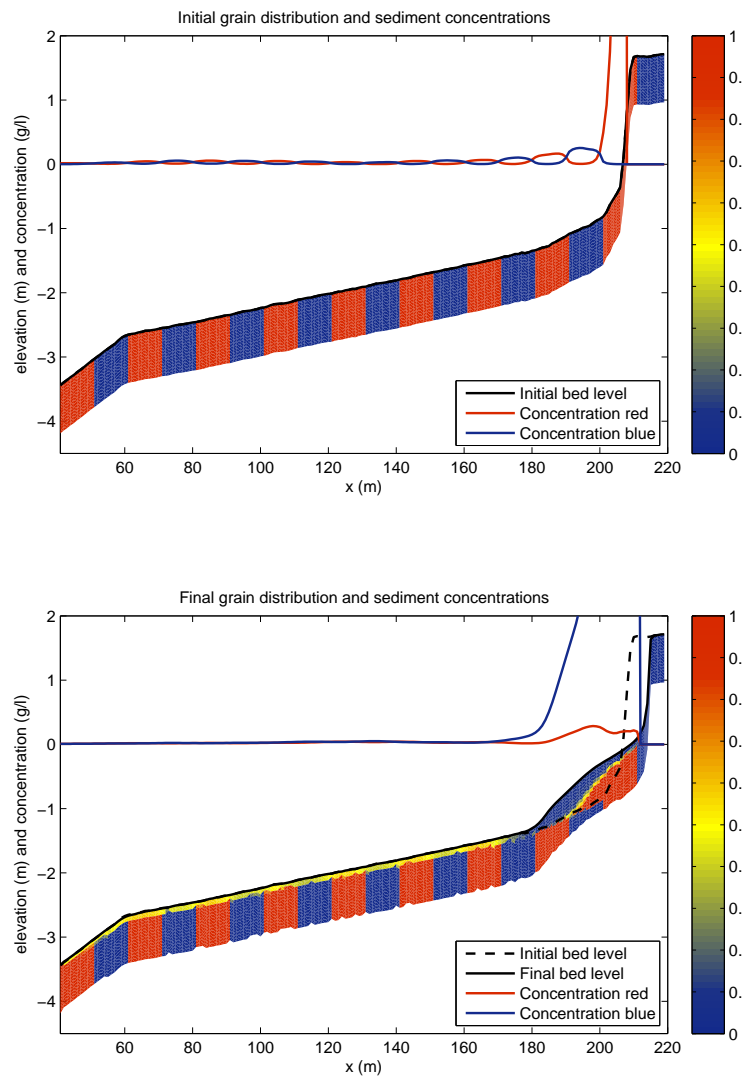 Initial grain distribution and sediment concentrations
elevation (m) and concentration (g/l)
2
1
0
−1
−2
−3
−4
60 80 100 120 140 160 180 200 220
x (m)
Initial bed level
Concentration red
Concentration blue
1
0.
0.
0.
0.
0.
0.
0.
0.
0.
0
Final grain distribution and sediment concentrations
elevation (m) and concentration (g/l)
2
1
0
−1
−2
−3
−4
60 80 100 120 140 160 180 200 220
x (m)
Initial bed level
Final bed level
Concentration red
Concentration blue
1
0.
0.
0.
0.
0.
0.
0.
0.
0.
0